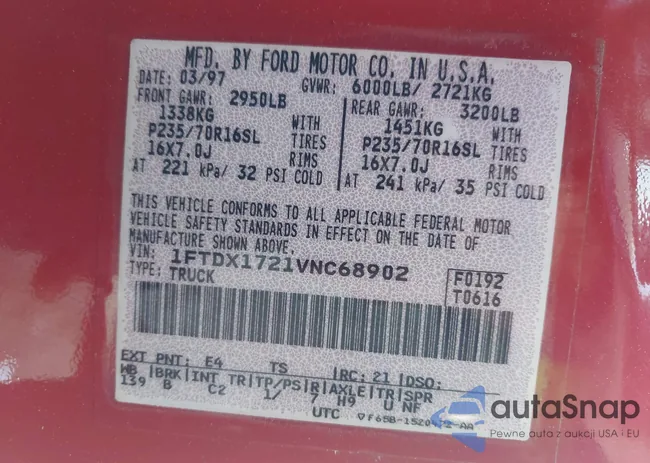 MFD. BY FORD MOTOR CO. IN U.S.A.
DATE: 03/97 GVWR: 6000LB/ 2721KG
FRONT GAWR: 2950LB REAR GAWR: 3200LB
1338KG WITH 1451KG WITH
P235/70R16SL TIRES P235/70R16SL TIRES
16X7.0J RIMS 16X7.0J RIMS
AT 221 kPa/ 32 PSI COLD AT 241 kPa/ 35 PSI COLD
THIS VEHICLE CONFORMS TO ALL APPLICABLE FEDERAL MOTOR
VEHICLE SAFETY STANDARDS IN EFFECT ON THE DATE OF
MANUFACTURE SHOWN ABOVE.
VIN: 1FTDX1721VNC68902 F0192
TYPE: TRUCK T0616
EXT PNT: E4 TS RC: 21 DSO:
WB BRK INT TR TP/PS R AXLE TR SPR
139 B C2 1/ 7 H9 U NF
UTC
autaSnap
Pewne auta z aukcji USA i EU